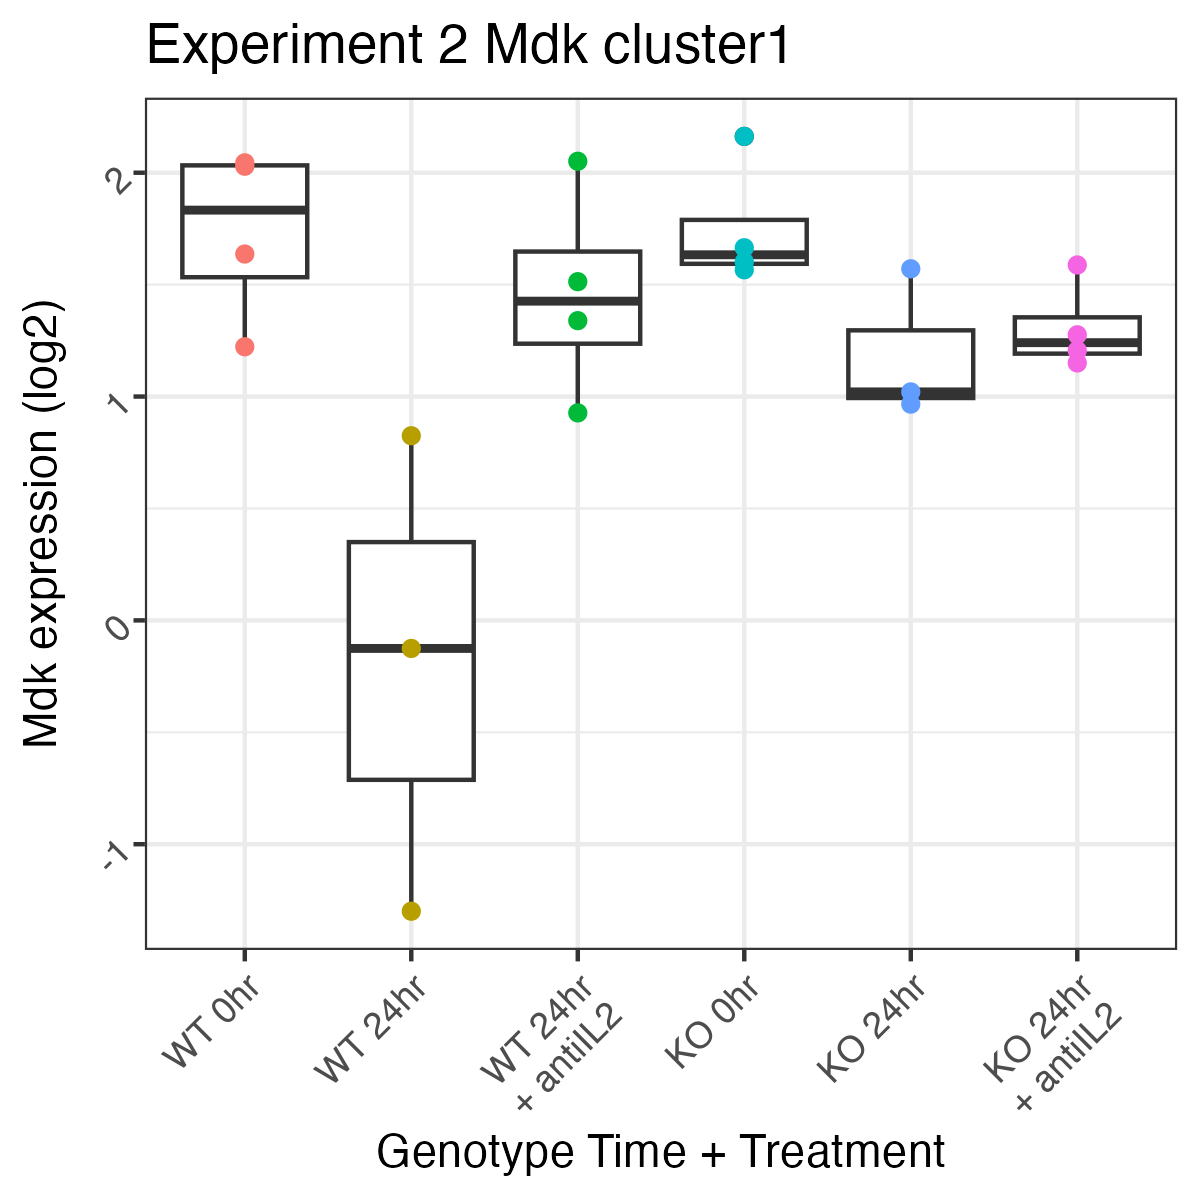 Experiment 2 Mdk cluster1
Mdk expression (log2)
2
1
0
-1
WT 0hr
WT 24hr
WT 24hr
+ antiIL2
KO 0hr
KO 24hr
KO 24hr
+ antiIL2
Genotype Time + Treatment